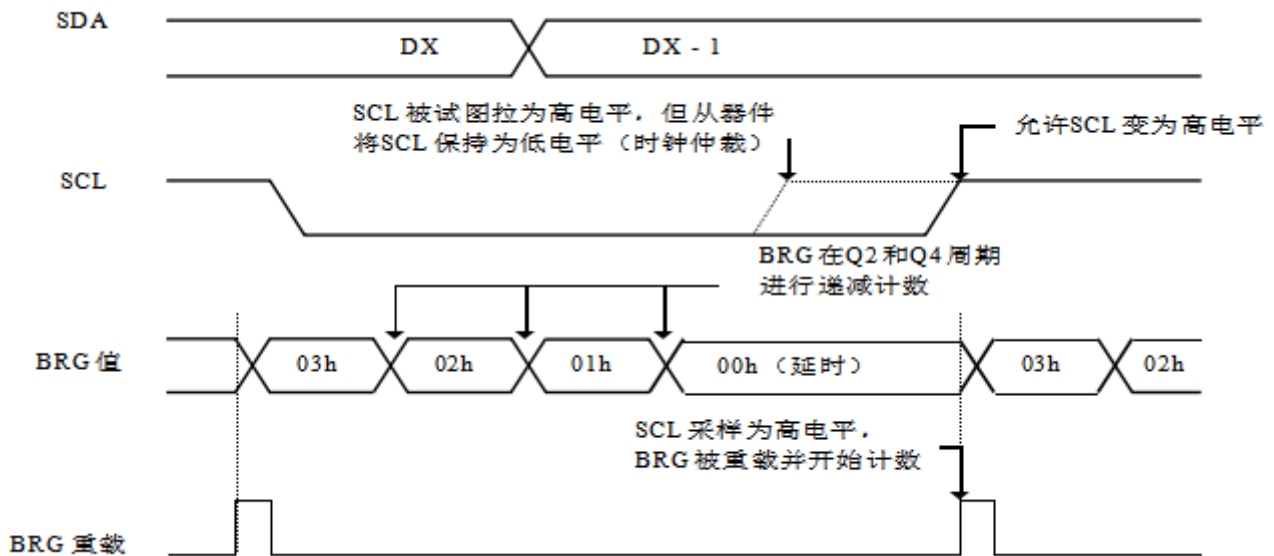 SDA
DX
DX - 1
SCL 被试图拉为高电平，但从器件
将SCL 保持为低电平（时钟仲裁）
允许SCL 变为高电平
SCL
BRG 在Q2 和Q4 周期
进行递减计数
BRG 值
03h
02h
01h
00h（延时）
03h
02h
SCL 采样为高电平，
BRG 被重载并开始计数
BRG 重载